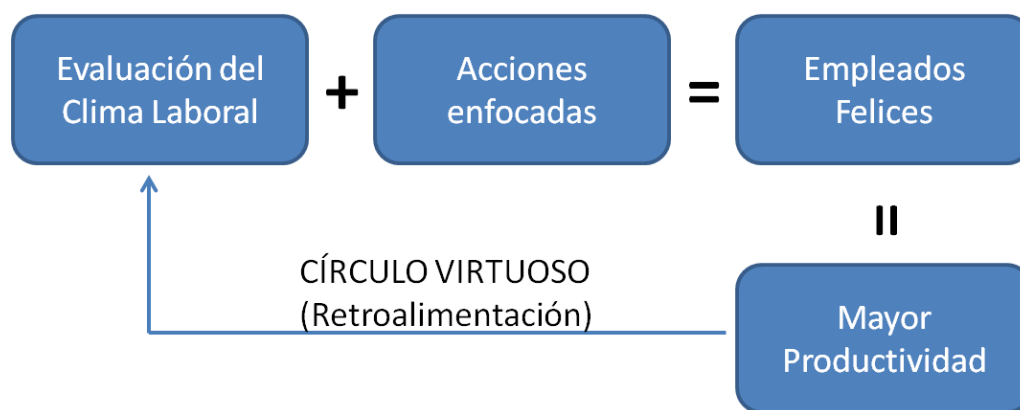 Evaluación del
Clima Laboral
+
Acciones
enfocadas
=
Empleados
Felices
=
Mayor
Productividad
CÍRCULO VIRTUOSO
(Retroalimentación)